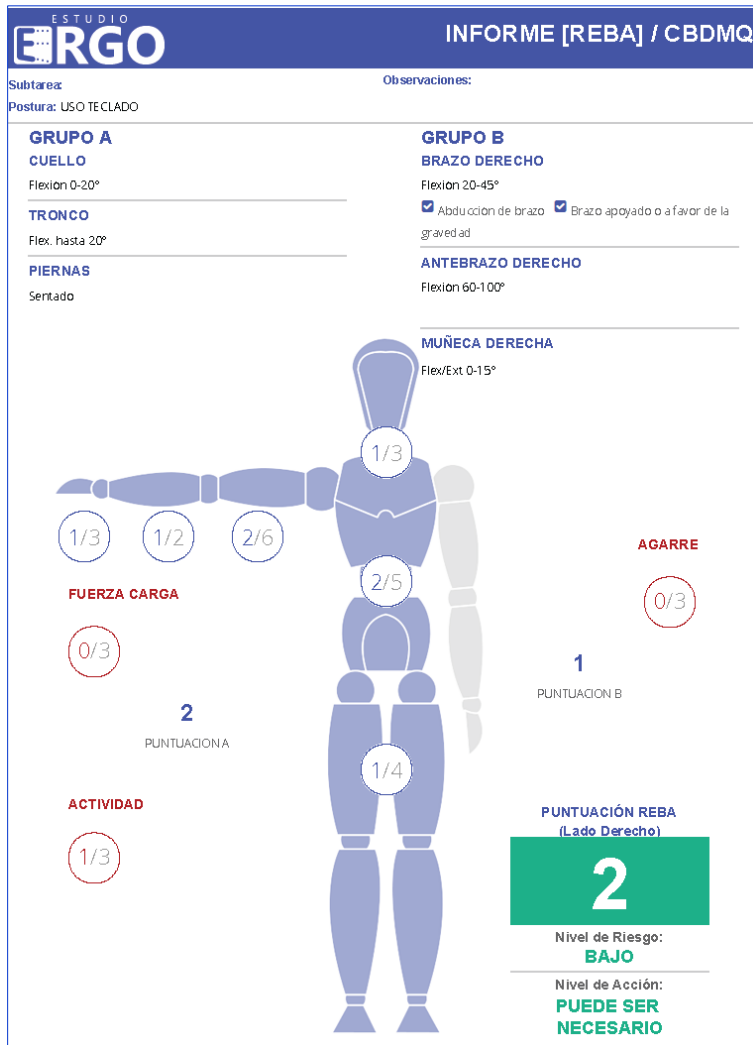 ESTUDIO
ERGO
INFORME [REBA] / CBDMQ
Subtarea:
Observaciones:
Postura: USO TECLADO
GRUPO A
CUELLO
Flexion 0-20°
TRONCO
Flex. hasta 20°
PIERNAS
Sentado
GRUPO B
BRAZO DERECHO
Flexión 20-45°
Abducción de brazo Brazo apoyado o a favor de la
gravedad
ANTEBRAZO DERECHO
Flexión 60-100°
MUÑECA DERECHA
Flex/Ext 0-15°
1/3
1/3 1/2 2/6
2/5
AGARRE
0/3
FUERZA CARGA
0/3
1
PUNTUACION B
2
PUNTUACION A
1/4
ACTIVIDAD
1/3
PUNTUACIÓN REBA
(Lado Derecho)
2
Nivel de Riesgo:
BAJO
Nivel de Acción:
PUEDE SER
NECESARIO